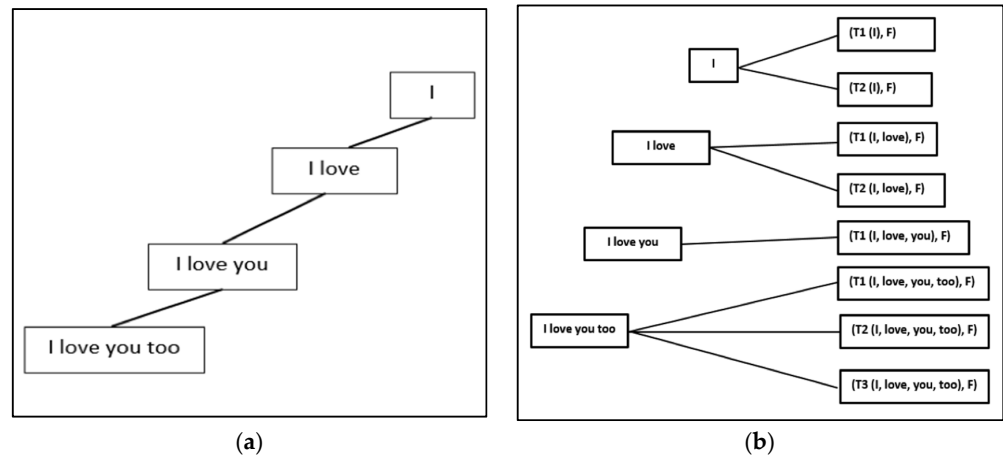 I
I love
I love you
I love you too
(a)
I
(T1 (I), F)
(T2 (I), F)
I love
(T1 (I, love), F)
(T2 (I, love), F)
I love you
(T1 (I, love, you), F)
I love you too
(T1 (I, love, you, too), F)
(T2 (I, love, you, too), F)
(T3 (I, love, you, too), F)
(b)